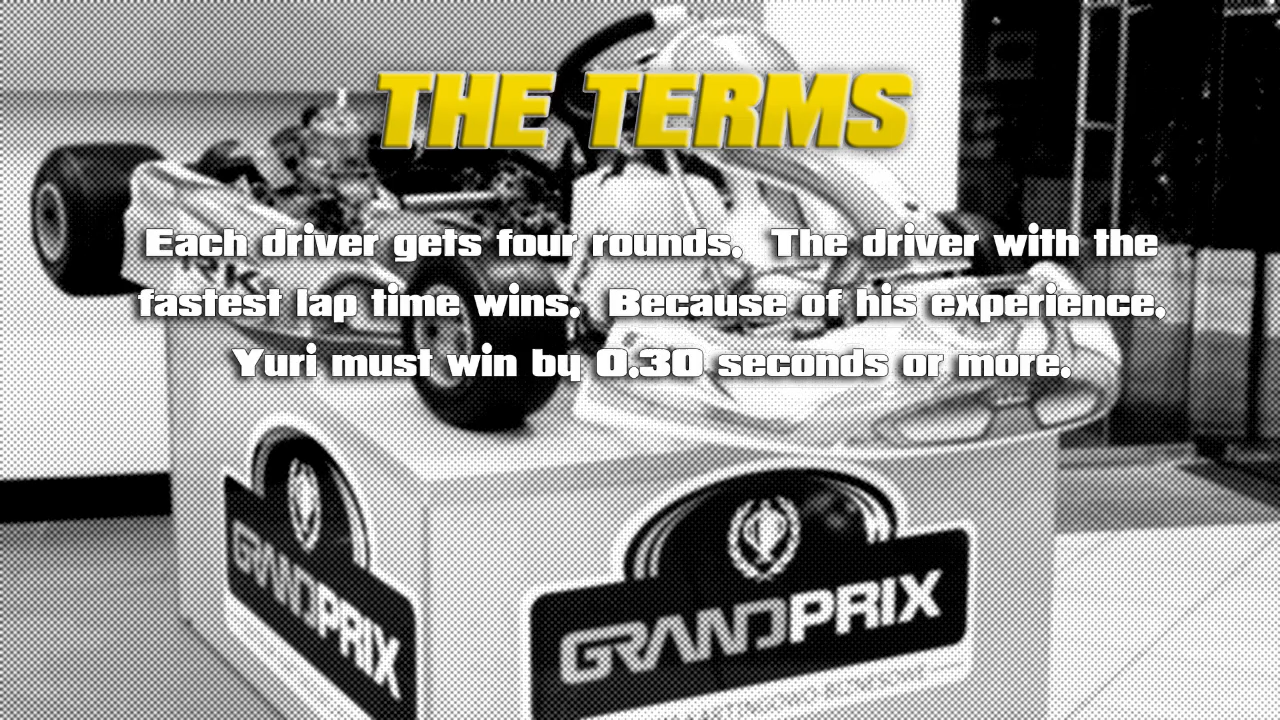 THE TERMS
Each driver gets four rounds. The driver with the
fastest lap time wins. Because of his experience,
Yuri must win by 0.30 seconds or more.
GRANDPRIX
GRANDPRIX